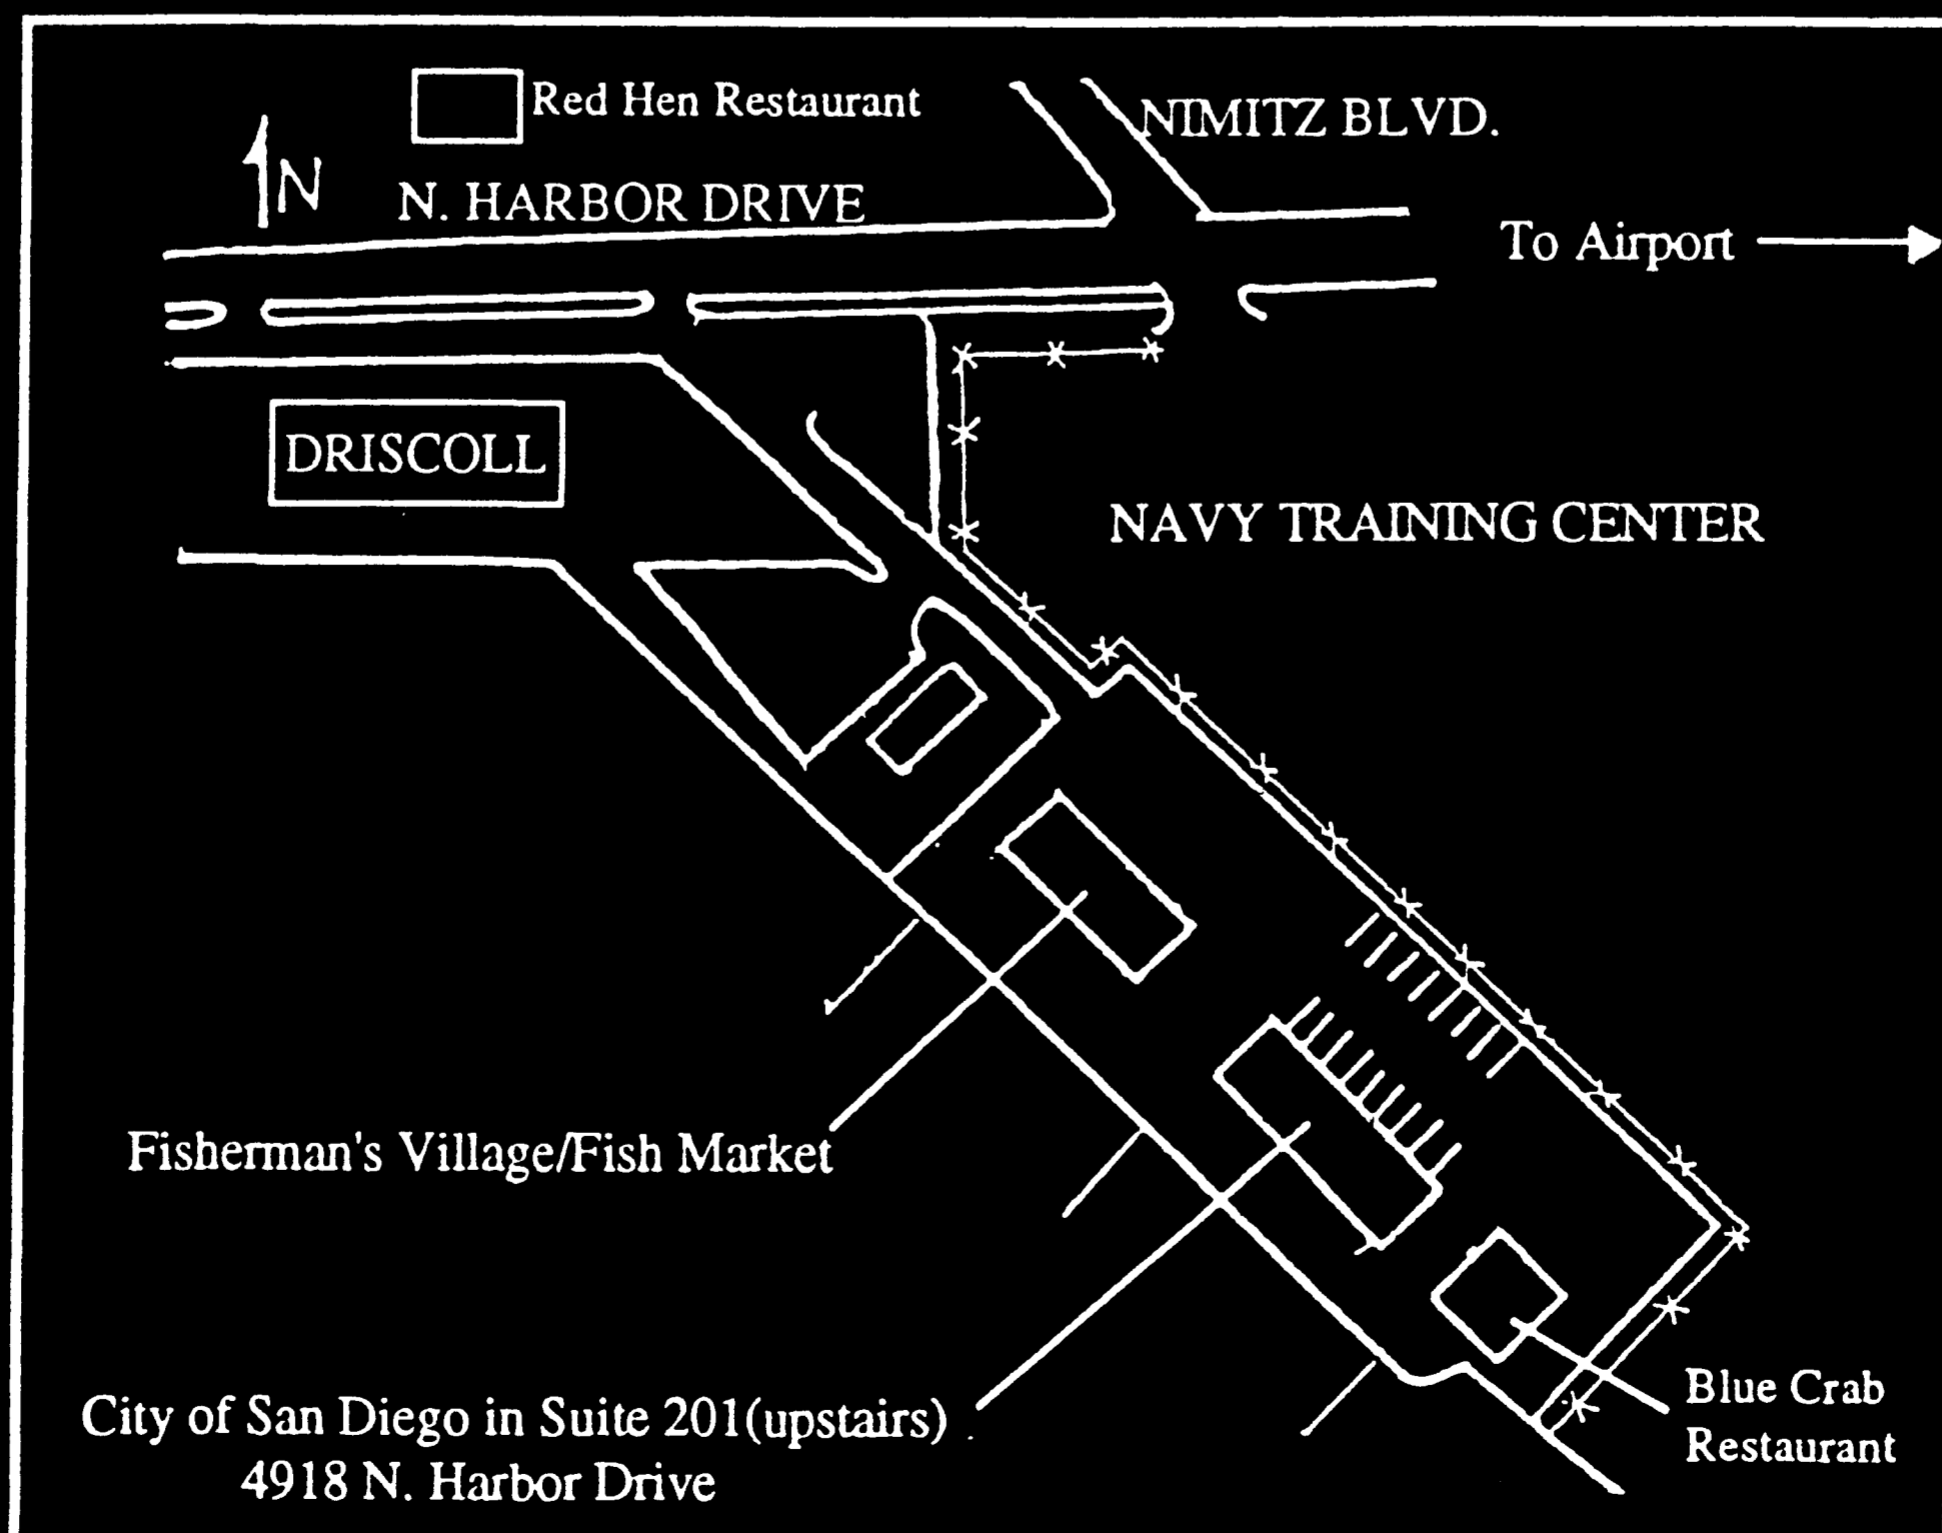 Red Hen Restaurant
NIMITZ BLVD.
N
N. HARBOR DRIVE
To Airport
DRISCOLL
NAVY TRAINING CENTER
Fisherman's Village/Fish Market
City of San Diego in Suite 201(upstairs)
4918 N. Harbor Drive
Blue Crab
Restaurant